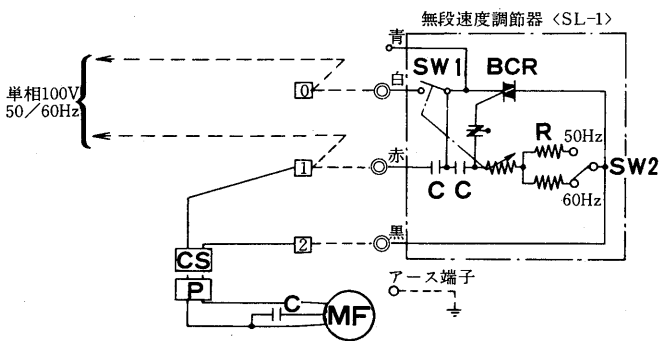 無段速度調節器〈SL-1〉
青
単相100V
50/60Hz
0
白
SW1
BCR
R
50Hz
1
赤
C
C
SW2
60Hz
2
黒
CS
P
アース端子
C
MF